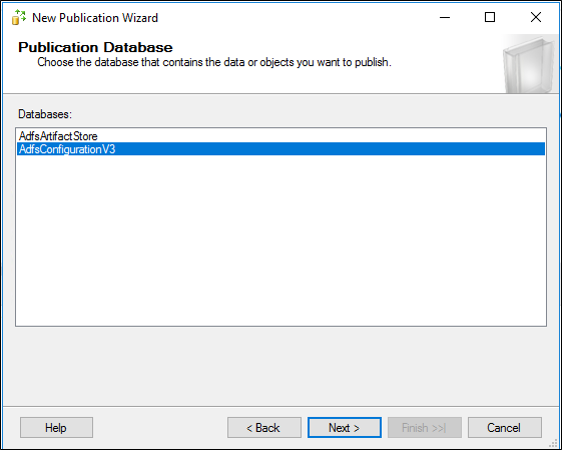 New Publication Wizard
Publication Database
Choose the database that contains the data or objects you want to publish.
Databases:
AdfsArtifactStore
AdfsConfigurationV3
Help
< Back
Next >
Finish >>|
Cancel